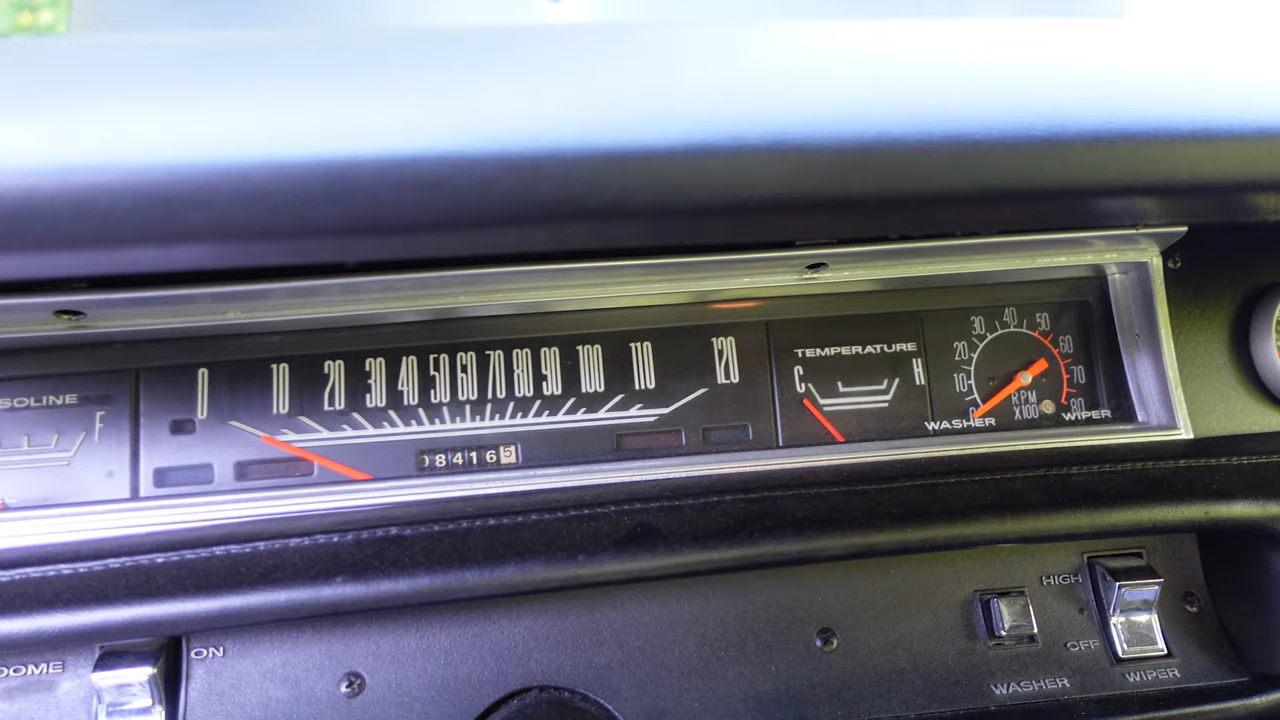 0 10 20 30 40 50 60 70 80 90 100 110 120
SOLINE
F
08416 5
TEMPERATURE
C H
0 10 20 30 40 50 60 70 80
RPM
X100
WASHER WIPER
DOME ON
HIGH
OFF
WASHER WIPER